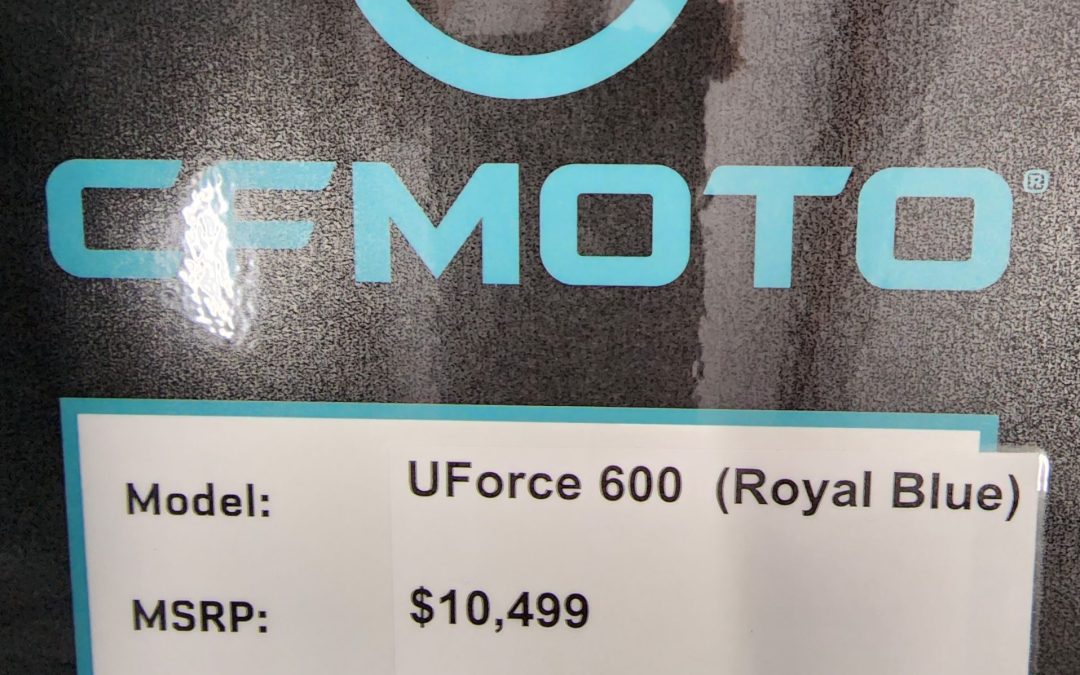 CFMOTO®
Model: UForce 600 (Royal Blue)
MSRP: $10,499